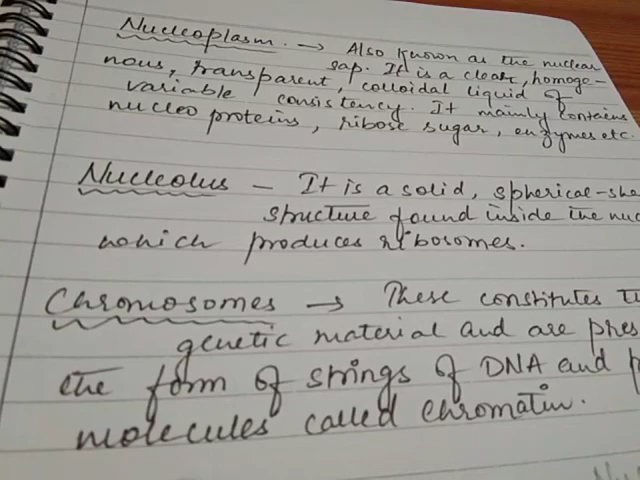 Nucleoplasm. → Also known as the nuclear
sap. It is a clear, homoge-
nous, transparent, colloidal liquid of
variable consistency. It mainly contains
nucleo proteins, ribose sugar, enzymes etc.
Nucleolus – It is a solid, spherical-sha
structure found inside the nuc
which produces ribosomes.
Chromosomes → These constitutes
genetic material and are pres
the form of strings of DNA and
molecules called chromatin.